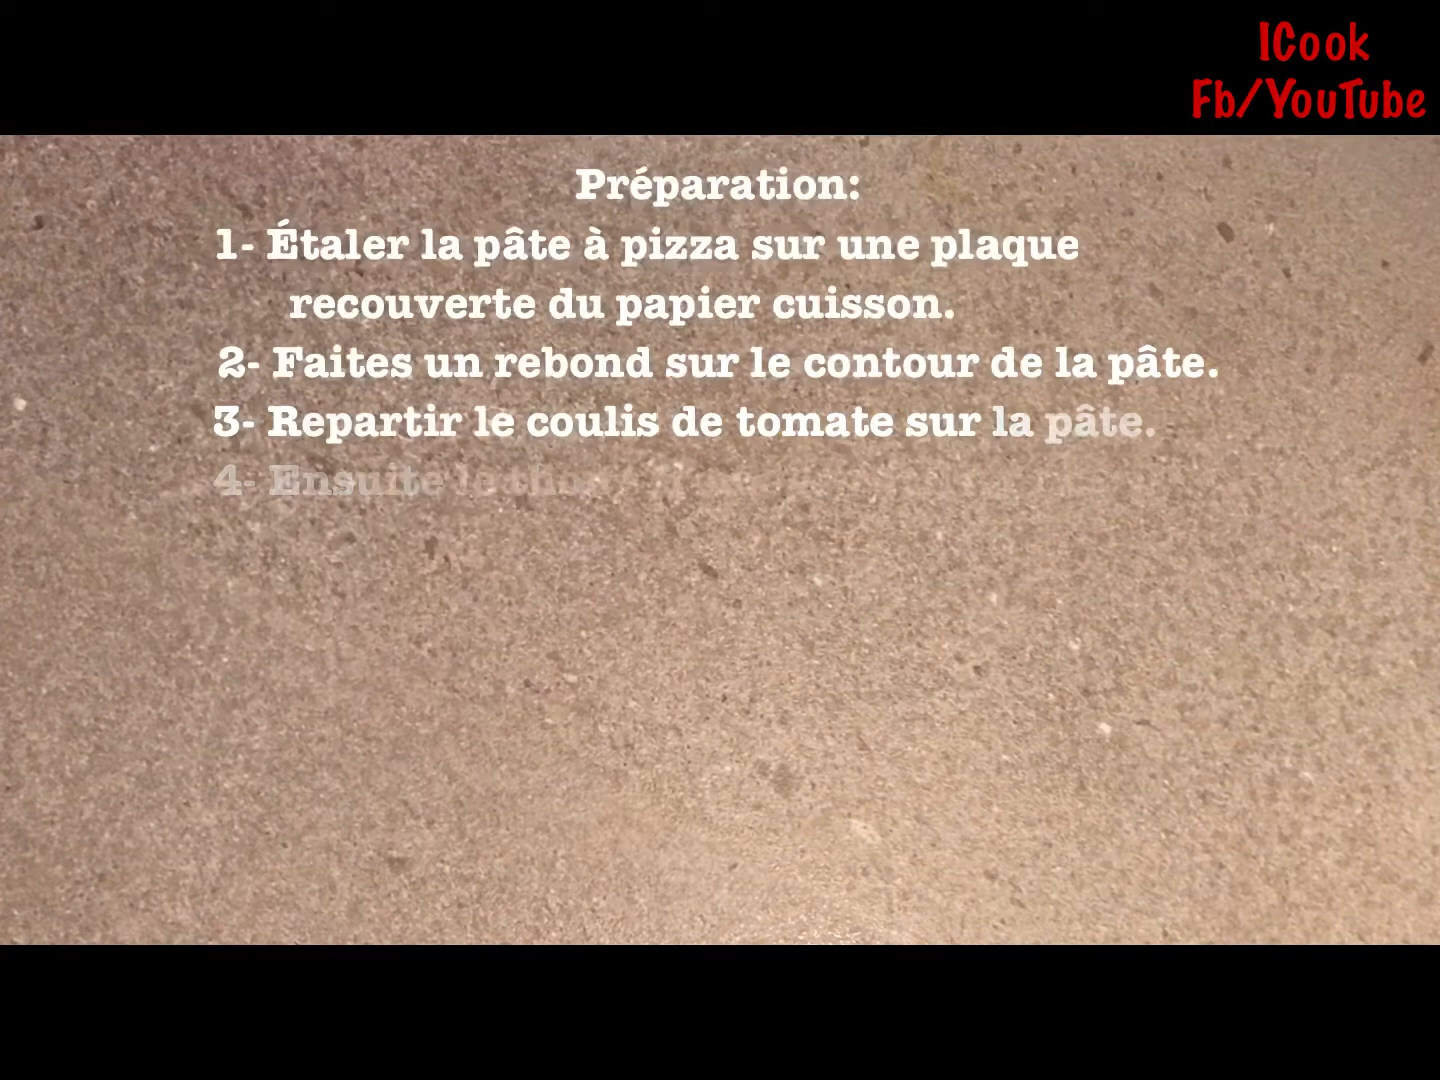 ICook
Fb/YouTube
Préparation:
1- Étaler la pâte à pizza sur une plaque
recouverte du papier cuisson.
2- Faites un rebond sur le contour de la pâte.
3- Repartir le coulis de tomate sur la pâte.
4- Ensuite le